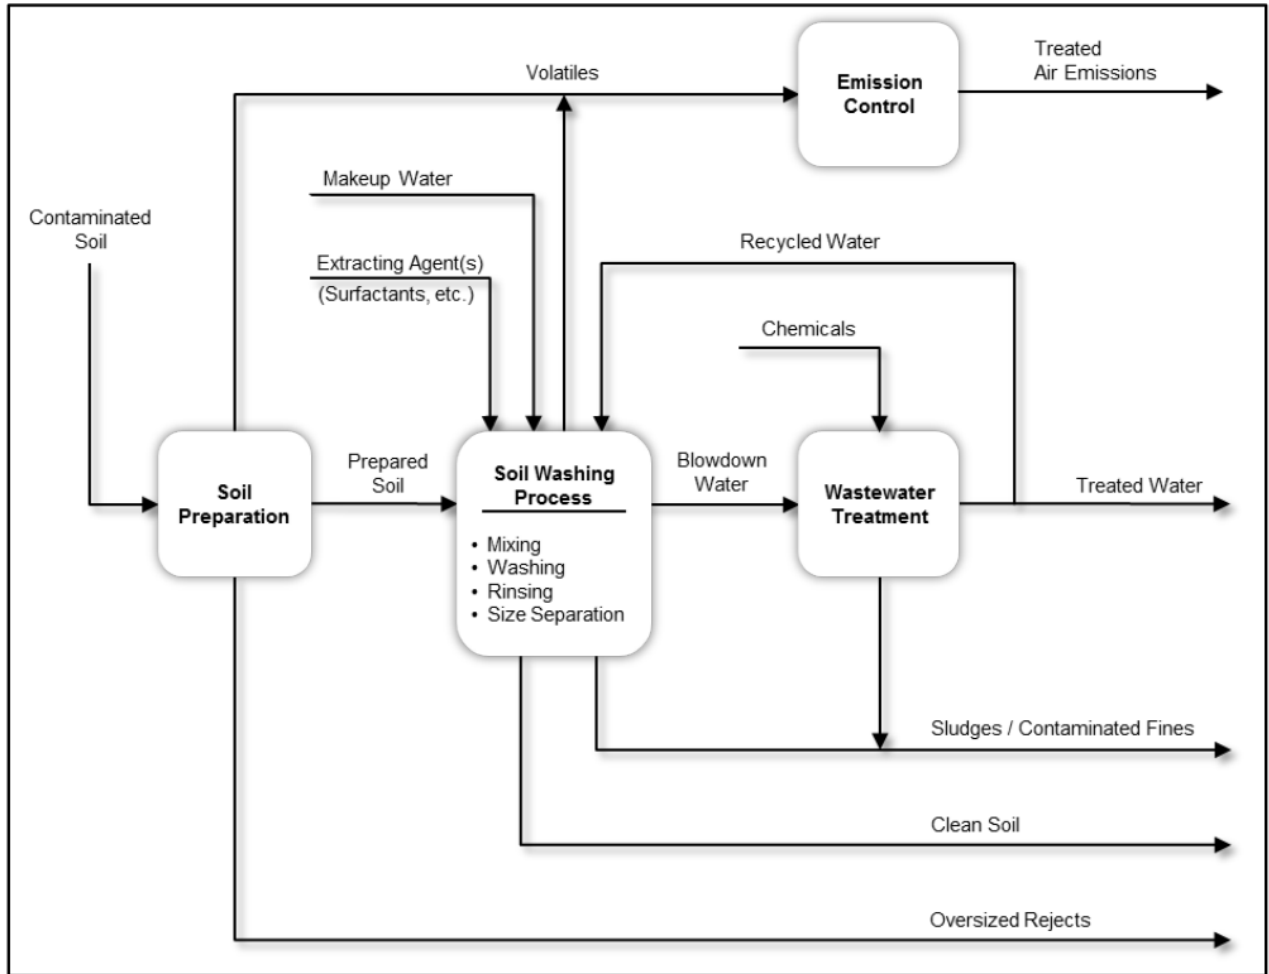 Treated
Air Emissions
Volatiles
Emission
Control
Makeup Water
Contaminated
Soil
Recycled Water
Extracting Agent(s)
(Surfactants, etc.)
Chemicals
Prepared
Soil
Soil
Preparation
Soil Washing
Process
• Mixing
• Washing
• Rinsing
• Size Separation
Blowdown
Water
Wastewater
Treatment
Treated Water
Sludges / Contaminated Fines
Clean Soil
Oversized Rejects